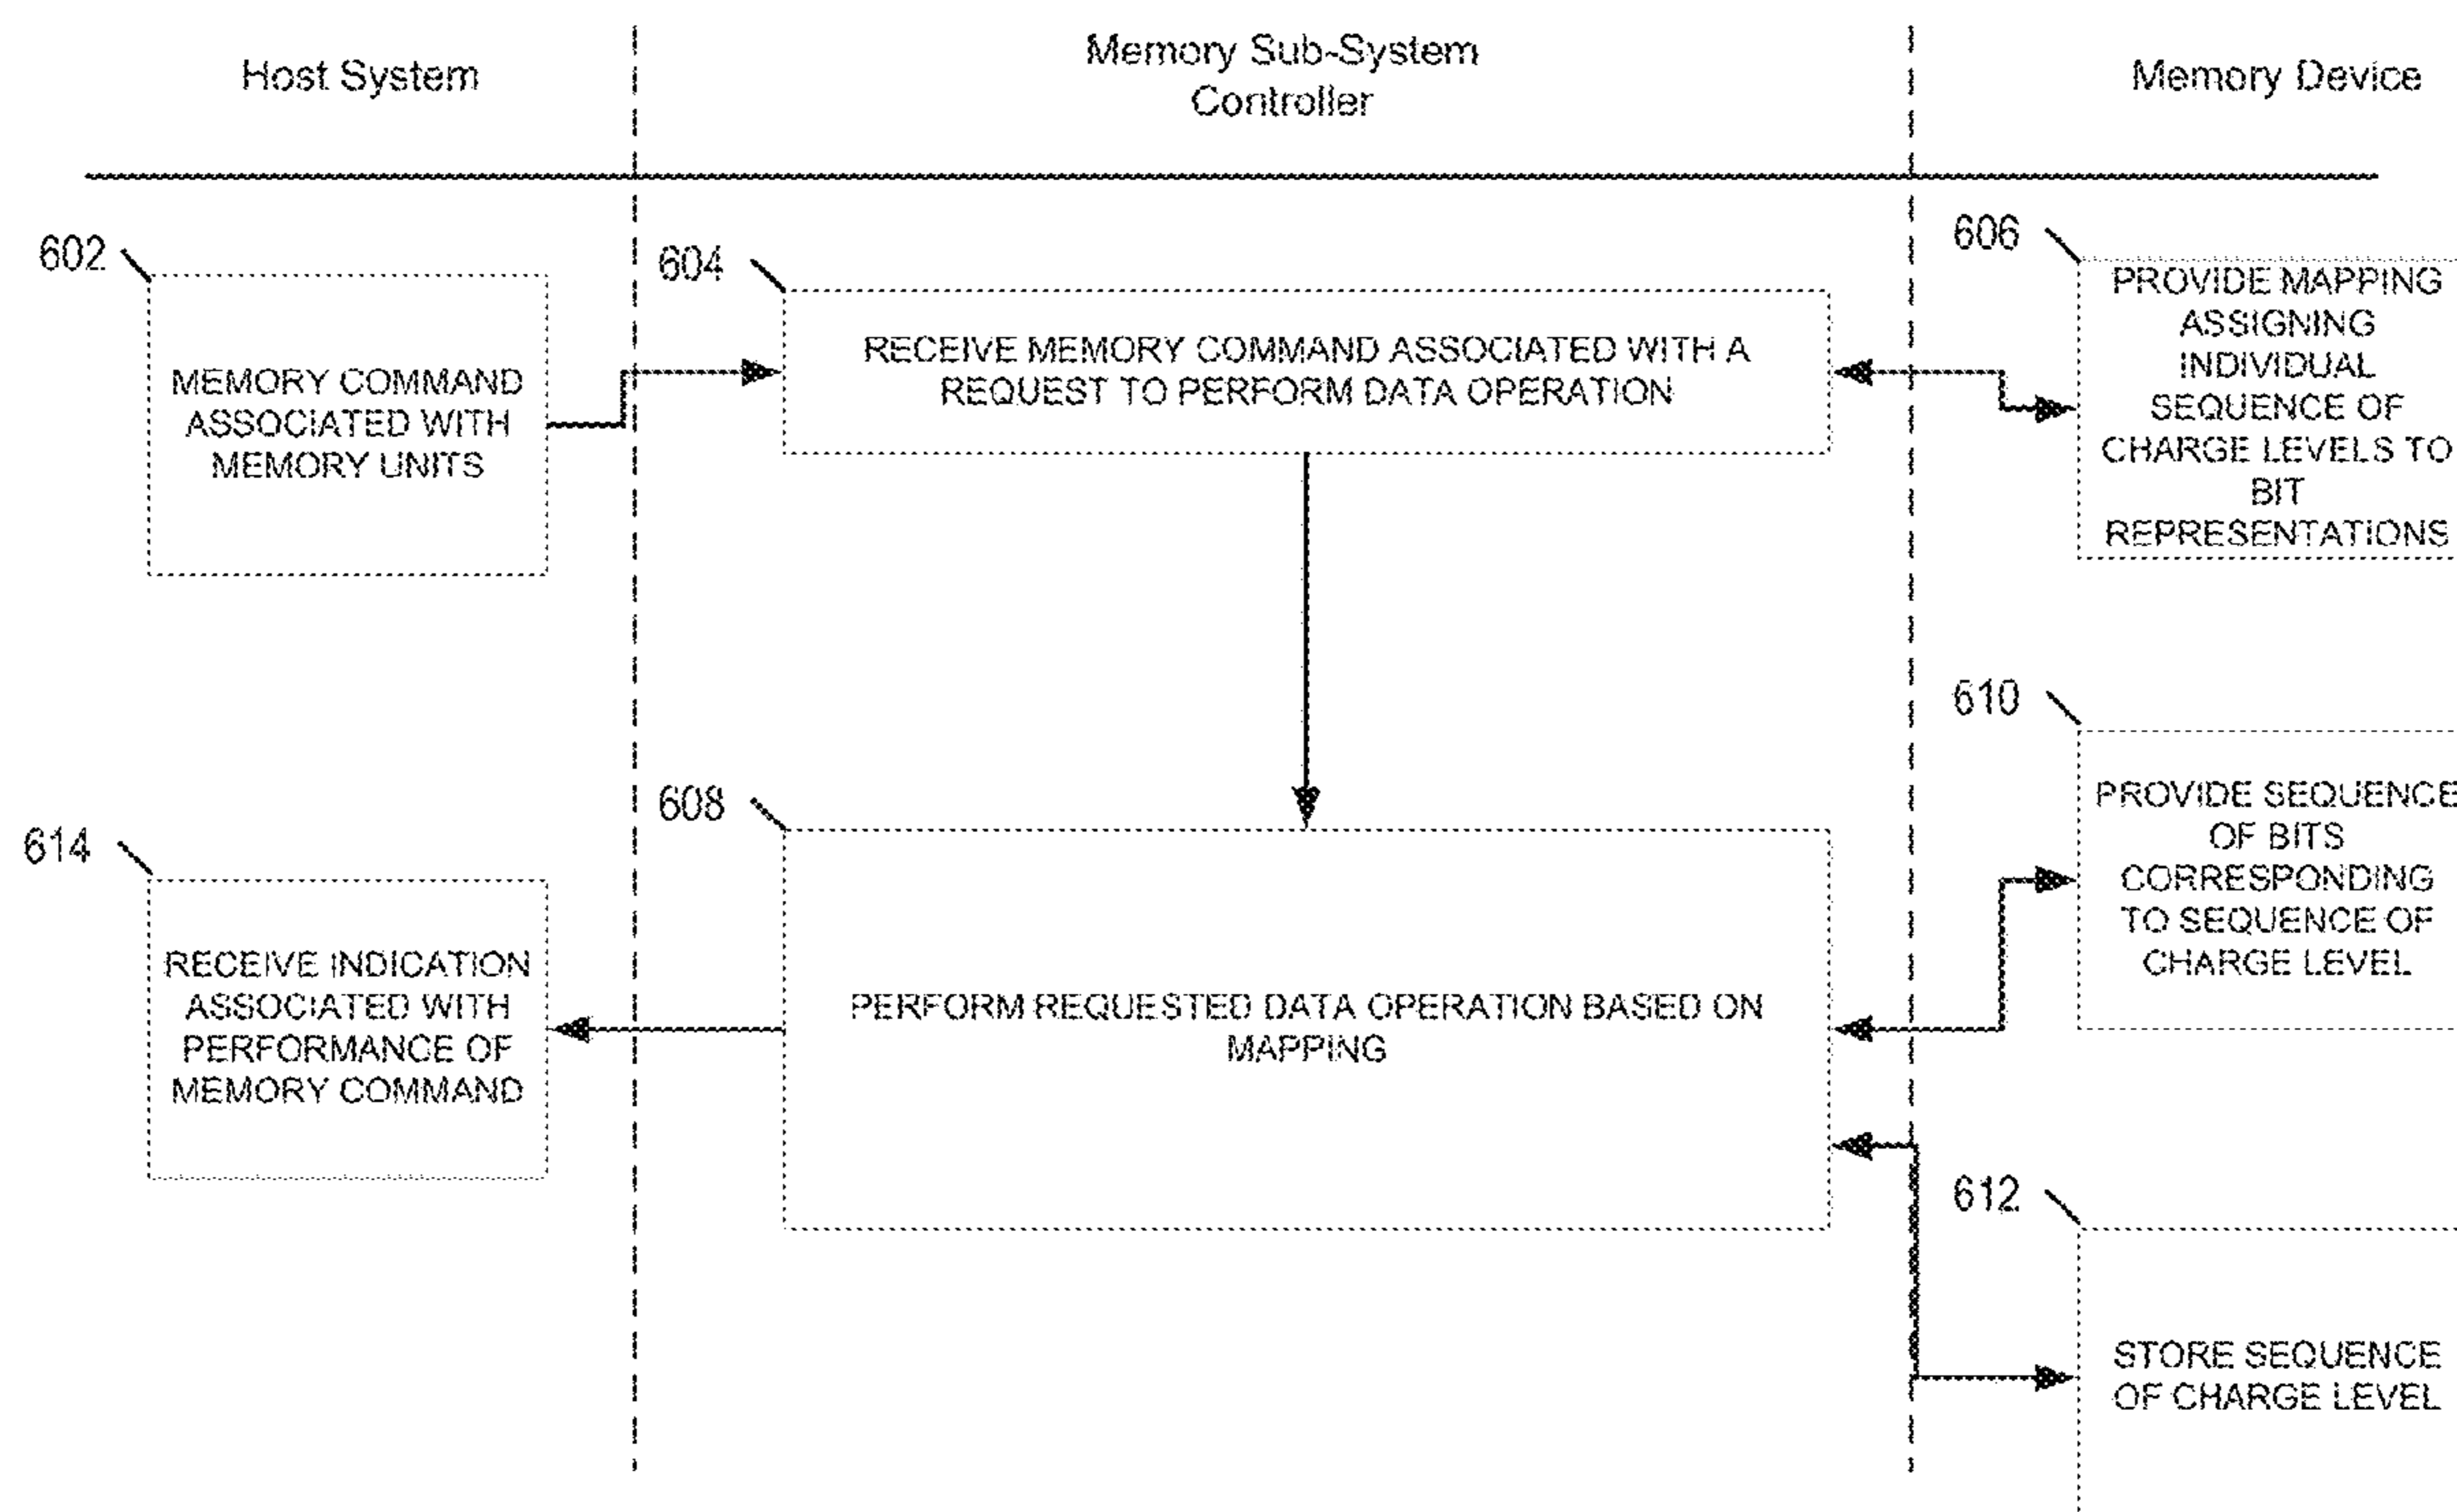 Host System
Memory Sub-System
Controller
Memory Device
602
MEMORY COMMAND
ASSOCIATED WITH
MEMORY UNITS
604
RECEIVE MEMORY COMMAND ASSOCIATED WITH A
REQUEST TO PERFORM DATA OPERATION
606
PROVIDE MAPPING
ASSIGNING
INDIVIDUAL
SEQUENCE OF
CHARGE LEVELS TO
BIT
REPRESENTATIONS
608
PERFORM REQUESTED DATA OPERATION BASED ON
MAPPING
610
PROVIDE SEQUENCE
OF BITS
CORRESPONDING
TO SEQUENCE OF
CHARGE LEVEL
614
RECEIVE INDICATION
ASSOCIATED WITH
PERFORMANCE OF
MEMORY COMMAND
612
STORE SEQUENCE
OF CHARGE LEVEL